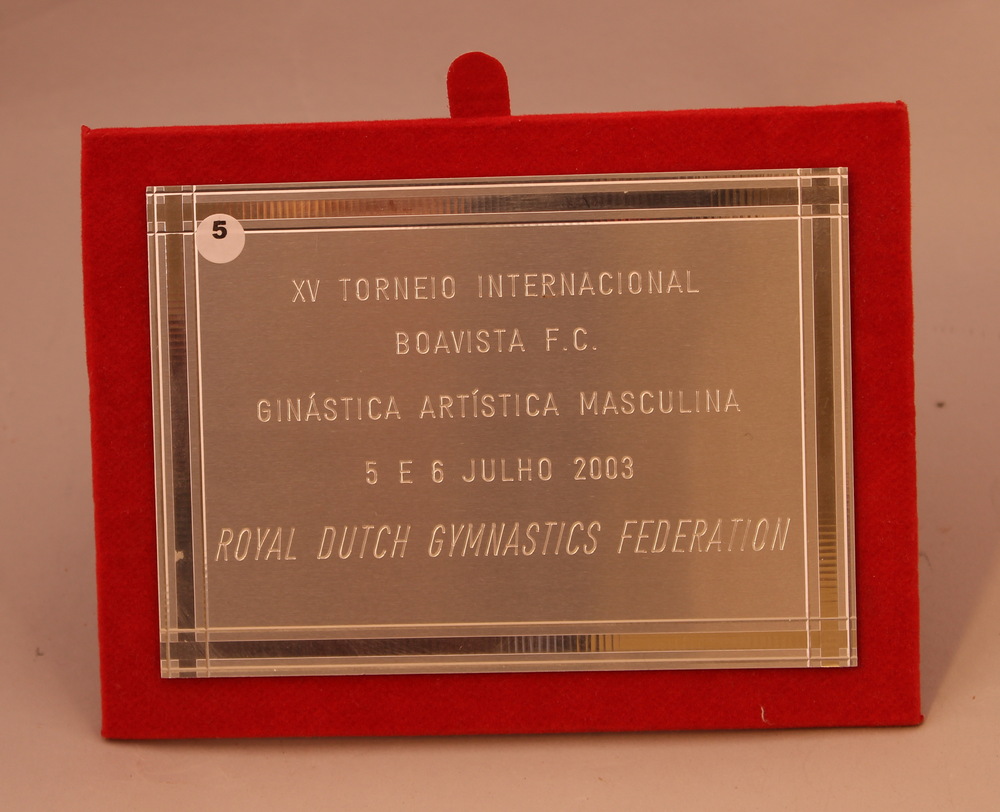 5
XV TORNEIO INTERNACIONAL
BOAVISTA F.C.
GINÁSTICA ARTÍSTICA MASCULINA
5 E 6 JULHO 2003
ROYAL DUTCH GYMNASTICS FEDERATION